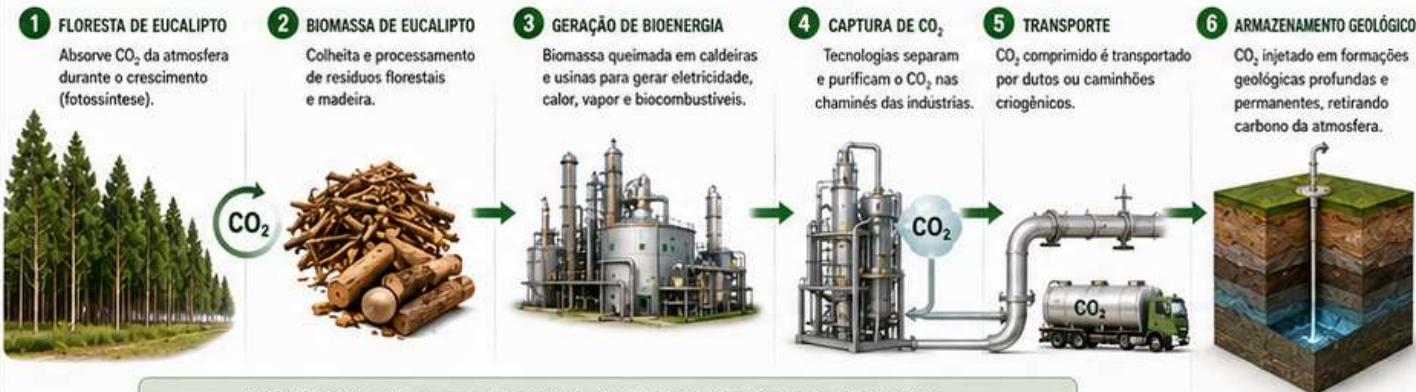 1 FLORESTA DE EUCALIPTO
Absorve CO₂ da atmosfera
durante o crescimento
(fotossíntese).
CO₂
2 BIOMASSA DE EUCALIPTO
Colheita e processamento
de resíduos florestais
e madeira.
3 GERAÇÃO DE BIOENERGIA
Biomassa queimada em caldeiras
e usinas para gerar eletricidade,
calor, vapor e biocombustíveis.
4 CAPTURA DE CO₂
Tecnologias separam
e purificam o CO₂ nas
chaminés das indústrias.
CO₂
5 TRANSPORTE
CO₂ comprimido é transportado
por dutos ou caminhões
criogênicos.
CO₂
6 ARMAZENAMENTO GEOLÓGICO
CO₂ injetado em formações
geológicas profundas e
permanentes, retirando
carbono da atmosfera.